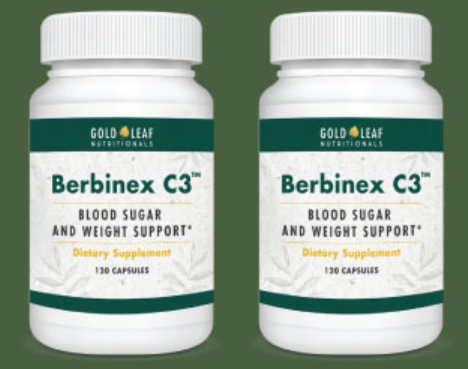 GOLD LEAF
NUTRITIONALS
Berbinex C3™
BLOOD SUGAR
AND WEIGHT SUPPORT*
Dietary Supplement
120 CAPSULES
GOLD LEAF
NUTRITIONALS
Berbinex C3™
BLOOD SUGAR
AND WEIGHT SUPPORT*
Dietary Supplement
120 CAPSULES